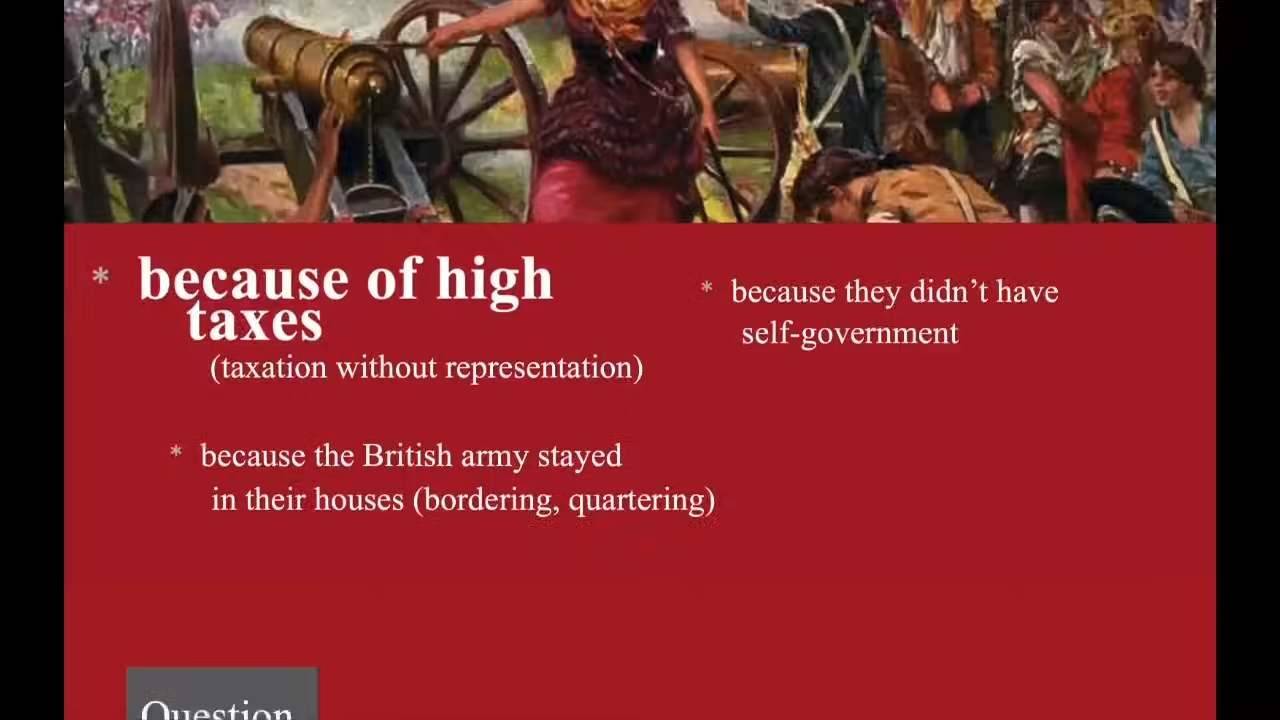 * because of high
taxes
(taxation without representation)
* because the British army stayed
in their houses (bordering, quartering)
* because they didn’t have
self-government
Question